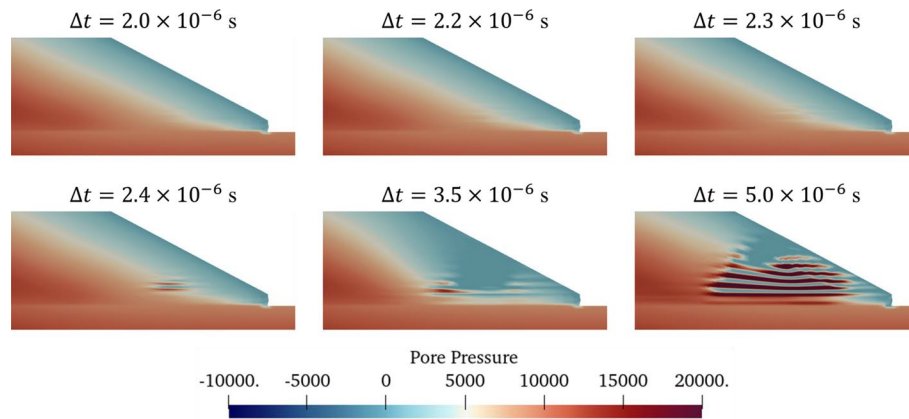 Δt = 2.0 × 10⁻⁶ s Δt = 2.2 × 10⁻⁶ s Δt = 2.3 × 10⁻⁶ s
Δt = 2.4 × 10⁻⁶ s Δt = 3.5 × 10⁻⁶ s Δt = 5.0 × 10⁻⁶ s
Pore Pressure
-10000. -5000 0 5000 10000 15000 20000.